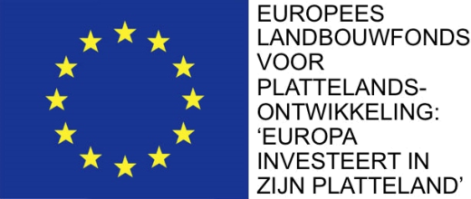 EUROPEES
LANDBOUWFONDS
VOOR
PLATTELANDS-
ONTWIKKELING:
‘EUROPA
INVESTEERT IN
ZIJN PLATTELAND’